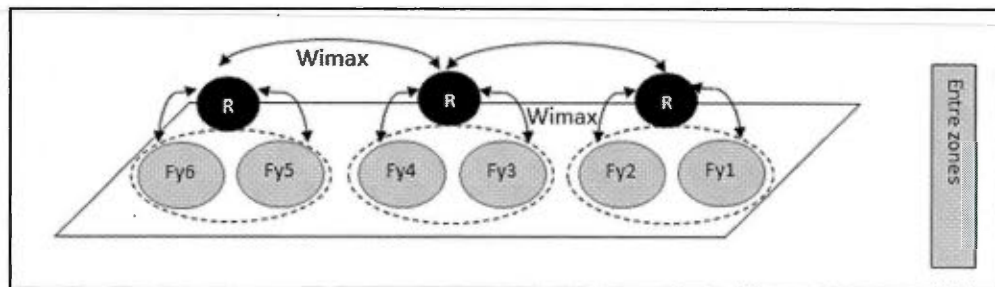 Wimax
R
R
R
Wimax
Fy6
Fy5
Fy4
Fy3
Fy2
Fy1
Entre zones